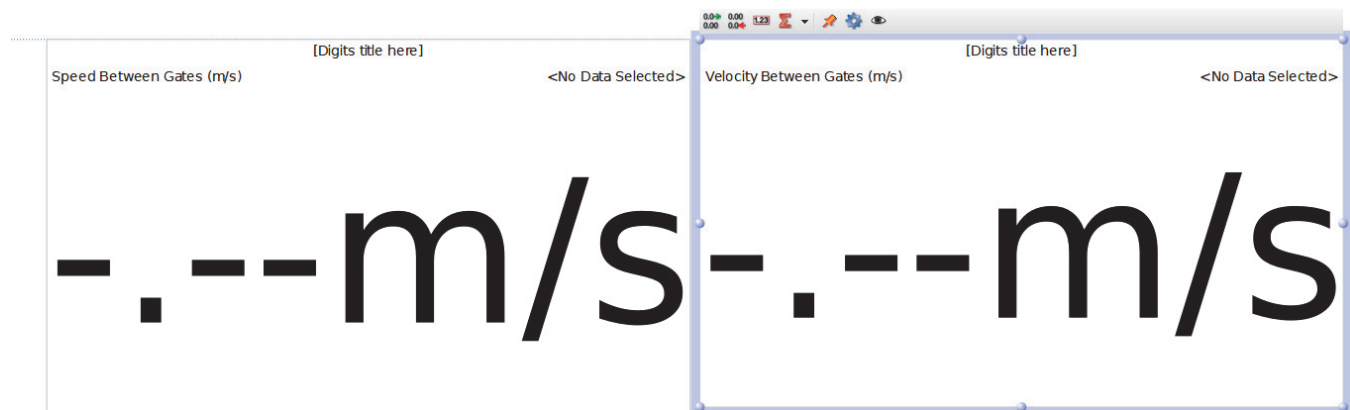 0.0 0.00 1.23 Σ
0.00 0.0
[Digits title here] [Digits title here]
Speed Between Gates (m/s) <No Data Selected> Velocity Between Gates (m/s) <No Data Selected>
-.--m/s -.--m/s